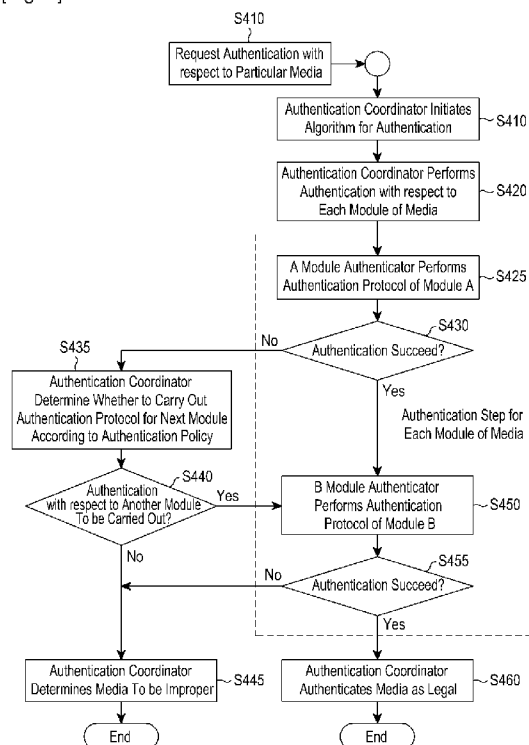 S410
Request Authentication with
respect to Particular Media
Authentication Coordinator Initiates
Algorithm for Authentication
S410
Authentication Coordinator Performs
Authentication with respect to
Each Module of Media
S420
A Module Authenticator Performs
Authentication Protocol of Module A
S425
S430
Authentication Succeed?
No
Yes
S435
Authentication Coordinator
Determine Whether to Carry Out
Authentication Protocol for Next Module
According to Authentication Policy
Authentication Step for
Each Module of Media
S440
Authentication
with respect to Another Module
To be Carried Out?
Yes
No
B Module Authenticator
Performs Authentication
Protocol of Module B
S450
S455
Authentication Succeed?
No
Yes
Authentication Coordinator
Determines Media To be Improper
S445
Authentication Coordinator
Authenticates Media as Legal
S460
End
End